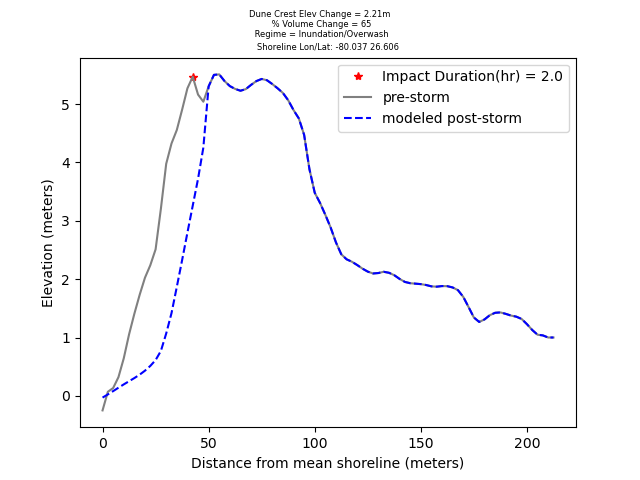 Dune Crest Elev Change = 2.21m
% Volume Change = 65
Regime = Inundation/Overwash
Shoreline Lon/Lat: -80.037 26.606
Impact Duration(hr) = 2.0
pre-storm
modeled post-storm
Elevation (meters)
5
4
3
2
1
0
0 50 100 150 200
Distance from mean shoreline (meters)